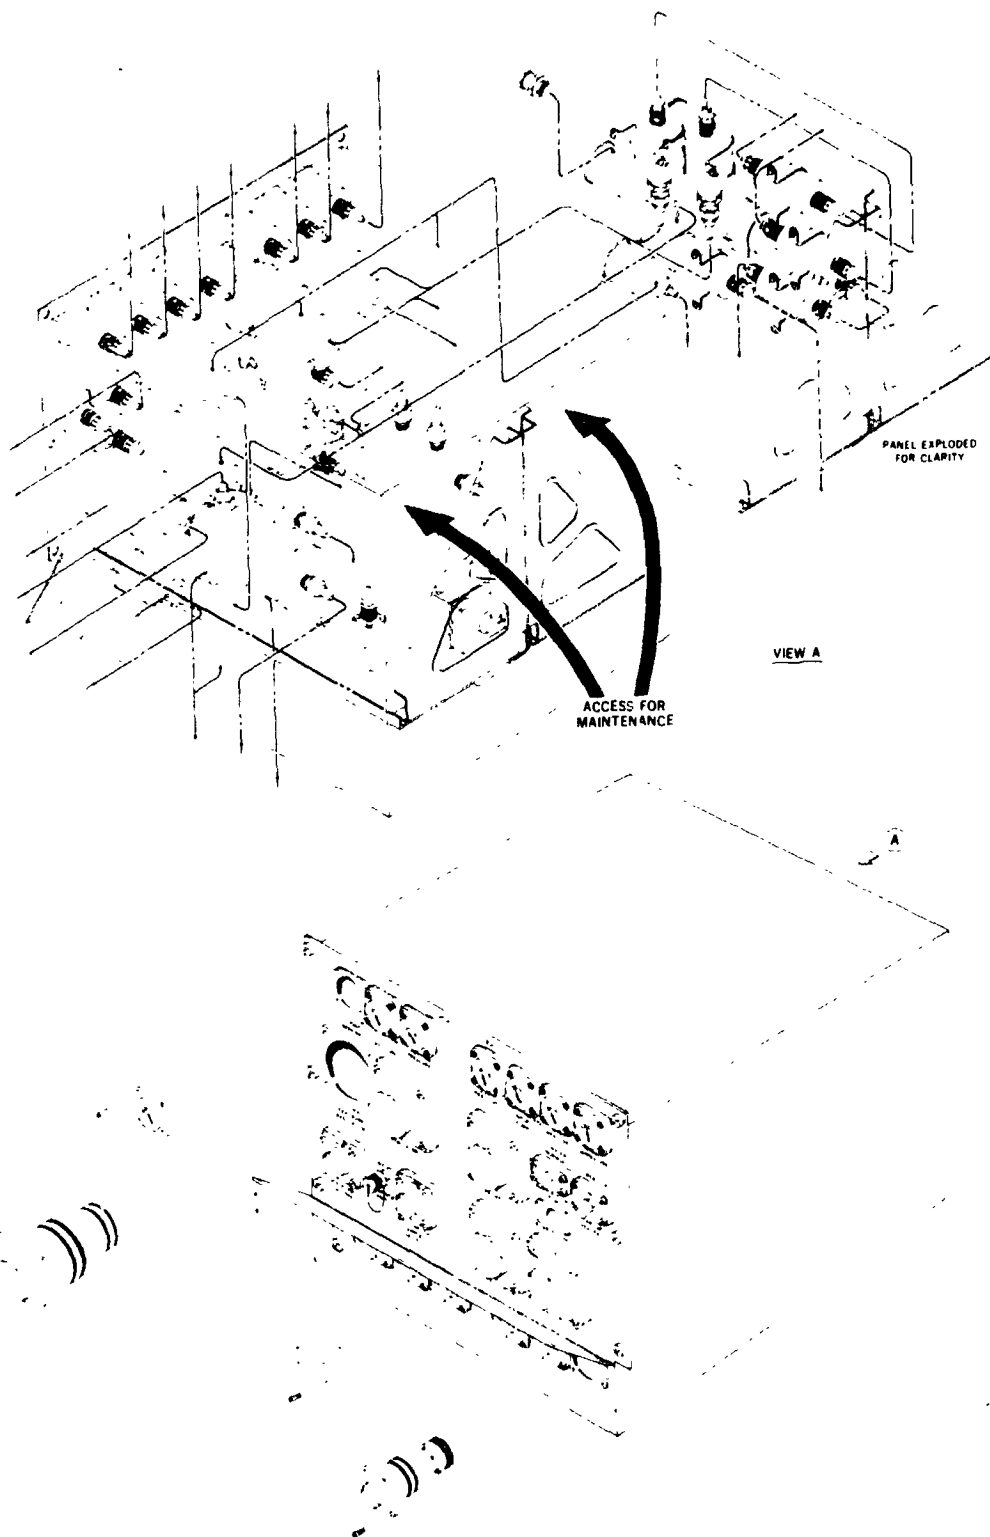 PANEL EXPLODED
FOR CLARITY
VIEW A
ACCESS FOR
MAINTENANCE
A